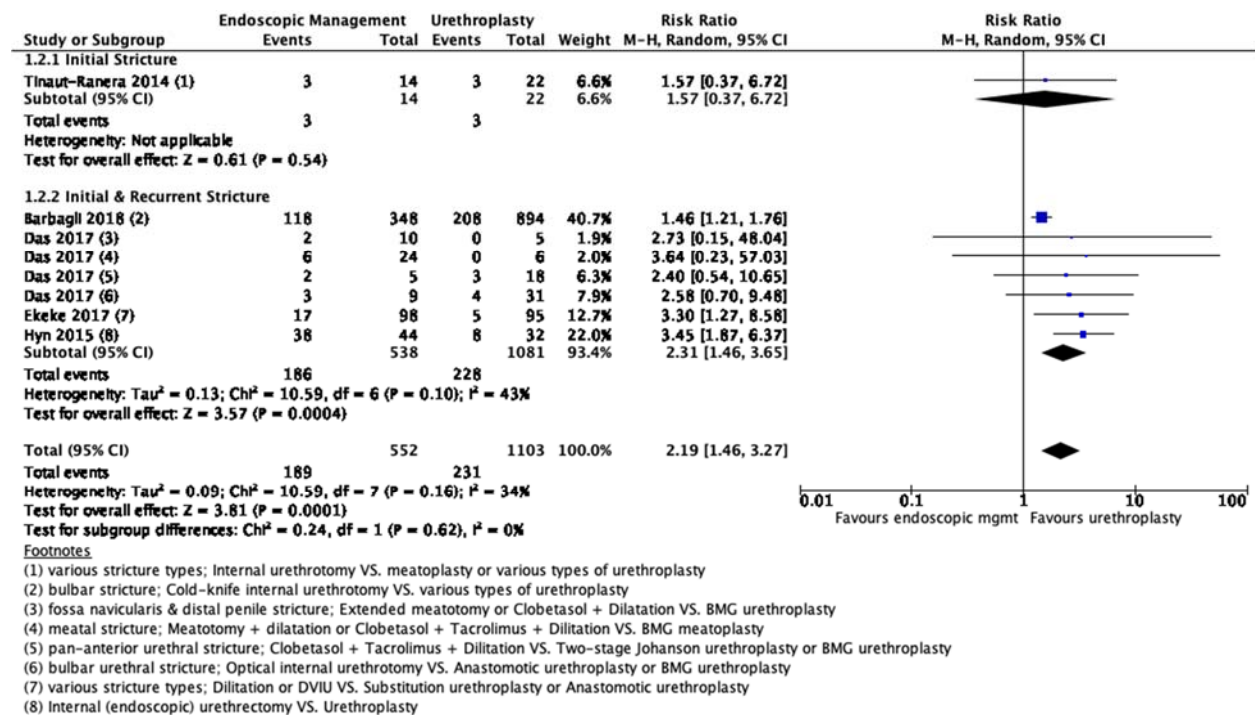 Endoscopic Management Urethroplasty Risk Ratio Risk Ratio
Study or Subgroup Events Total Events Total Weight M-H, Random, 95% CI M-H, Random, 95% CI
1.2.1 Initial Stricture
Tinaut-Ranera 2014 (1) 3 14 3 22 6.6% 1.57 [0.37, 6.72]
Subtotal (95% CI) 14 22 6.6% 1.57 [0.37, 6.72]
Total events 3 3
Heterogeneity: Not applicable
Test for overall effect: Z = 0.61 (P = 0.54)
1.2.2 Initial & Recurrent Stricture
Barbagli 2018 (2) 118 348 208 894 40.7% 1.46 [1.21, 1.76]
Das 2017 (3) 2 10 0 5 1.9% 2.73 [0.15, 48.04]
Das 2017 (4) 6 24 0 6 2.0% 3.64 [0.23, 57.03]
Das 2017 (5) 2 5 3 18 6.3% 2.40 [0.54, 10.65]
Das 2017 (6) 3 9 4 31 7.9% 2.58 [0.70, 9.48]
Ekeke 2017 (7) 17 98 5 95 12.7% 3.30 [1.27, 8.58]
Hyn 2015 (8) 38 44 8 32 22.0% 3.45 [1.87, 6.37]
Subtotal (95% CI) 538 1081 93.4% 2.31 [1.46, 3.65]
Total events 186 228
Heterogeneity: Tau² = 0.13; Chi² = 10.59, df = 6 (P = 0.10); I² = 43%
Test for overall effect: Z = 3.57 (P = 0.0004)
Total (95% CI) 552 1103 100.0% 2.19 [1.46, 3.27]
Total events 189 231
Heterogeneity: Tau² = 0.09; Chi² = 10.59, df = 7 (P = 0.16); I² = 34%
Test for overall effect: Z = 3.81 (P = 0.0001)
Test for subgroup differences: Chi² = 0.24, df = 1 (P = 0.62), I² = 0%
0.01 0.1 1 10 100
Favours endoscopic mgmt Favours urethroplasty
Footnotes
(1) various stricture types; Internal urethrotomy VS. meatoplasty or various types of urethroplasty
(2) bulbar stricture; Cold-knife internal urethrotomy VS. various types of urethroplasty
(3) fossa navicularis & distal penile stricture; Extended meatotomy or Clobetasol + Dilatation VS. BMG urethroplasty
(4) meatal stricture; Meatotomy + dilatation or Clobetasol + Tacrolimus + Dilitation VS. BMG meatoplasty
(5) pan-anterior urethral stricture; Clobetasol + Tacrolimus + Dilitation VS. Two-stage Johanson urethroplasty or BMG urethroplasty
(6) bulbar urethral stricture; Optical internal urethrotomy VS. Anastomotic urethroplasty or BMG urethroplasty
(7) various stricture types; Dilitation or DVIU VS. Substitution urethroplasty or Anastomotic urethroplasty
(8) Internal (endoscopic) urethrectomy VS. Urethroplasty